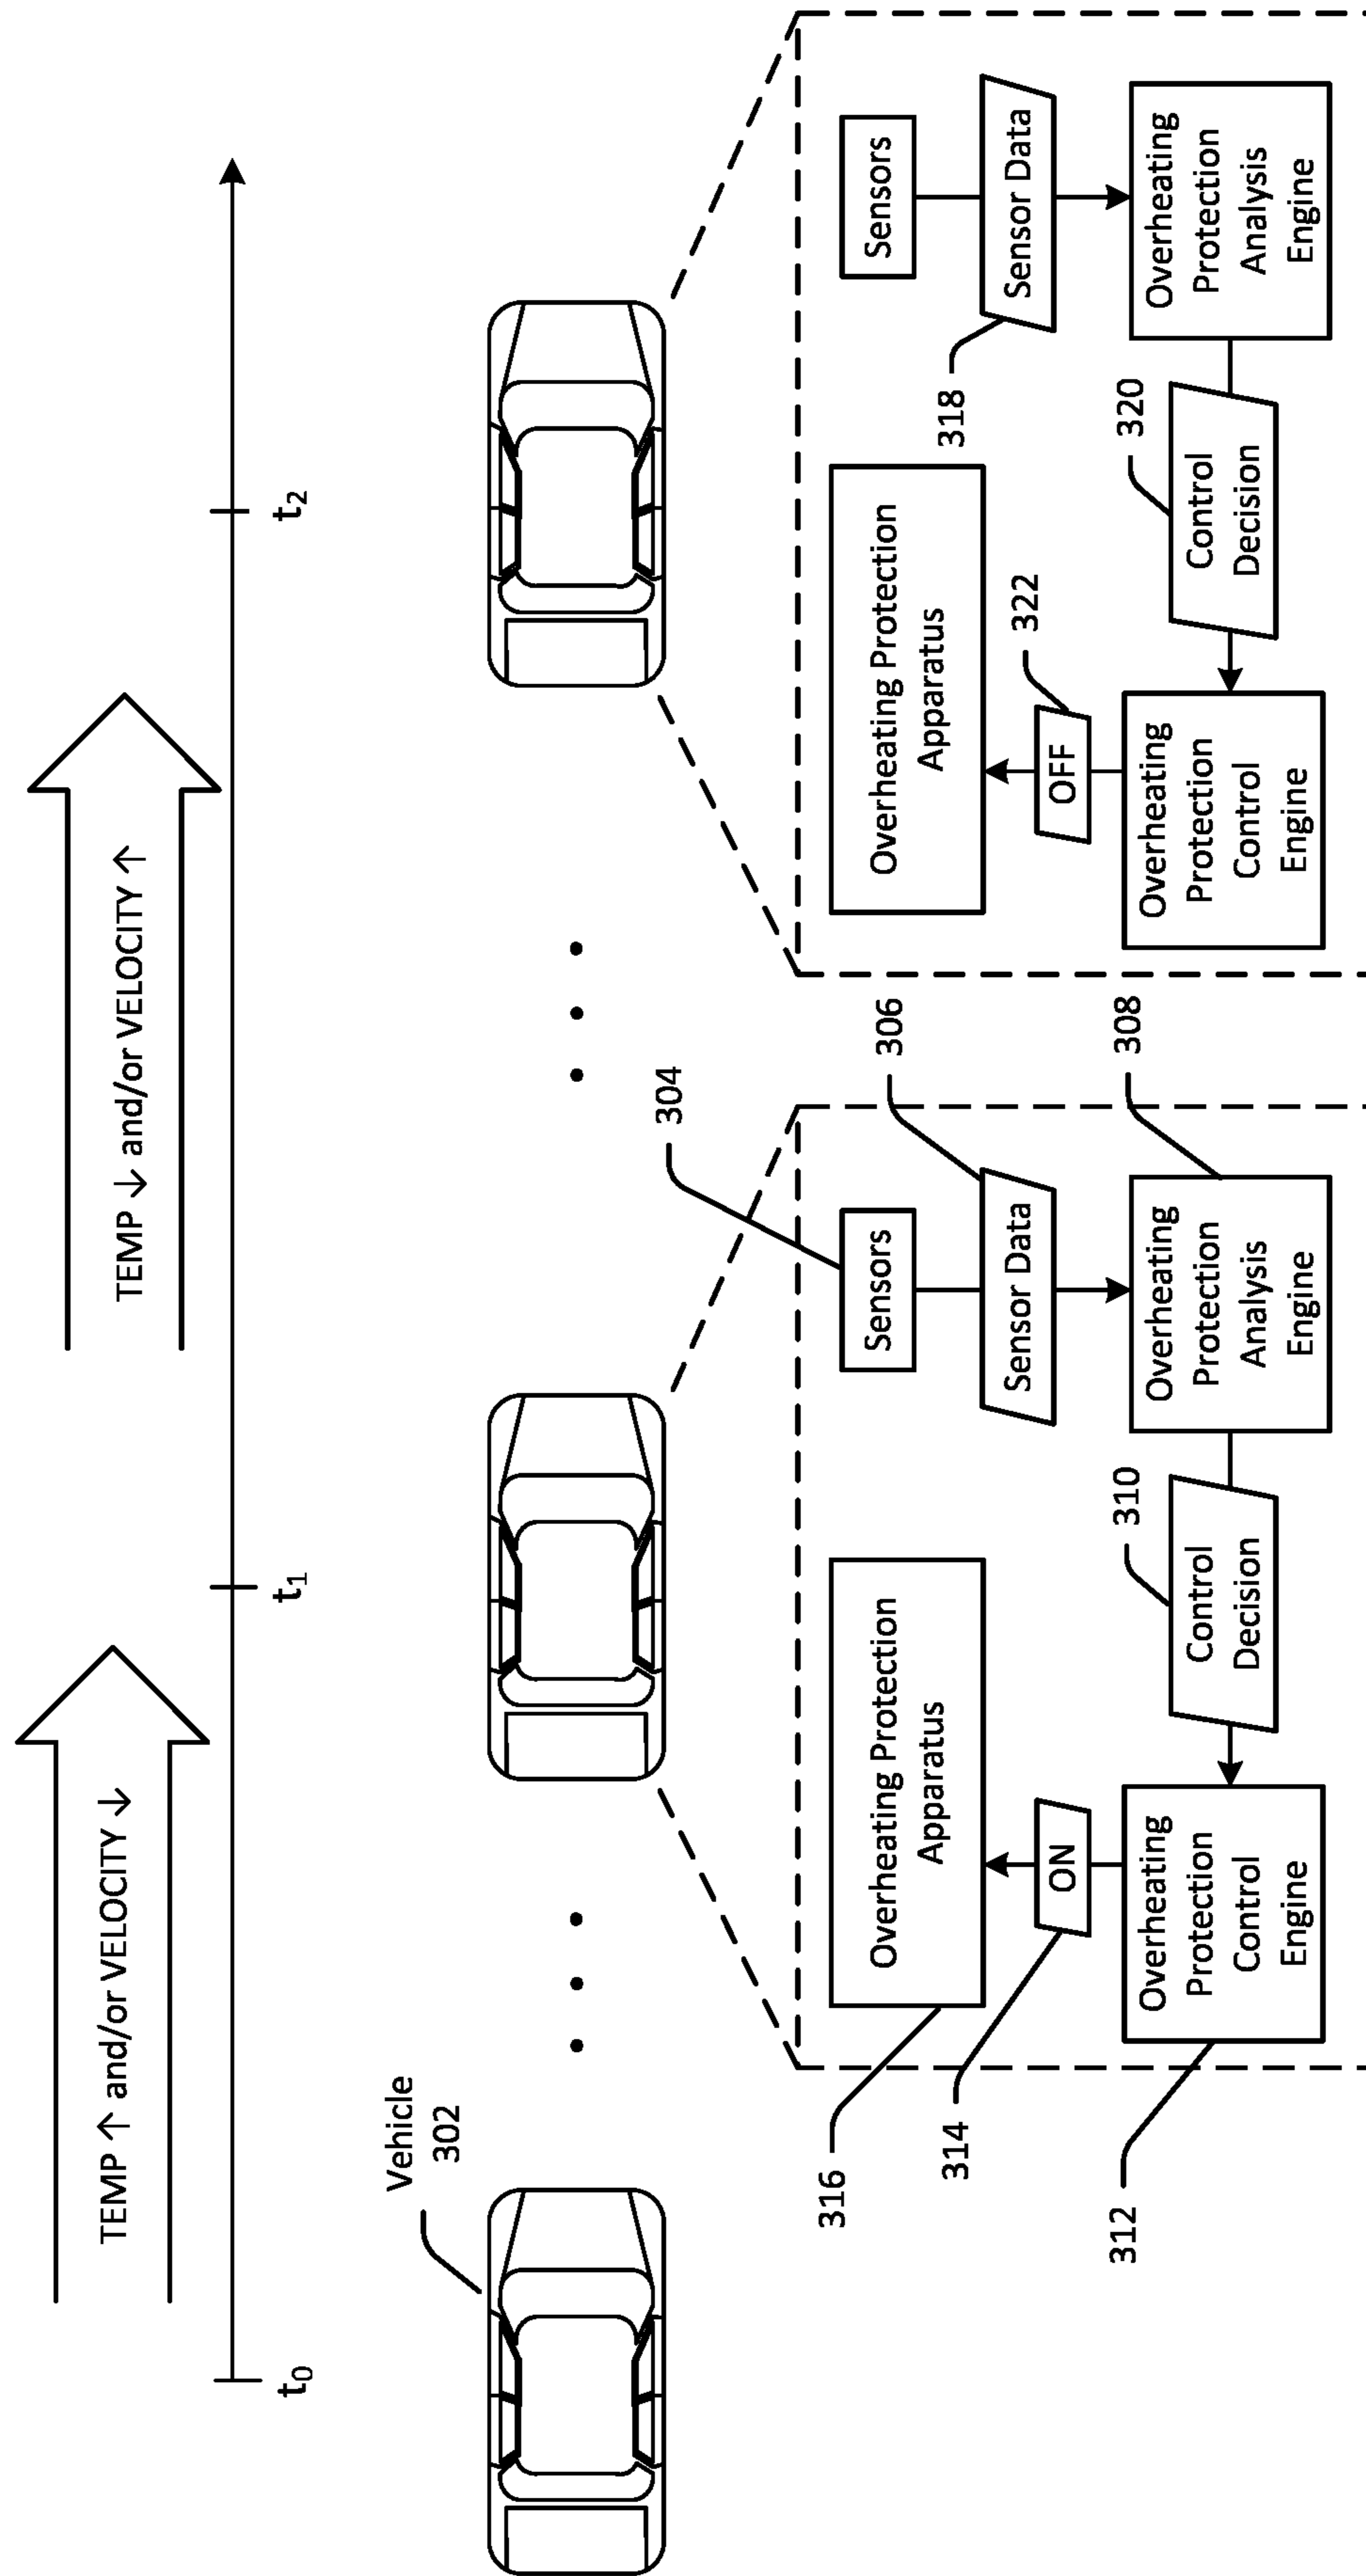 TEMP ↑ and/or VELOCITY ↓
TEMP ↓ and/or VELOCITY ↑
t0
t1
t2
Vehicle
302
304
316
Overheating Protection
Apparatus
Sensors
306
314
ON
Sensor Data
312
Overheating
Protection
Control
Engine
310
Control
Decision
308
Overheating
Protection
Analysis
Engine
Overheating Protection
Apparatus
Sensors
322
OFF
318
Sensor Data
Overheating
Protection
Control
Engine
320
Control
Decision
Overheating
Protection
Analysis
Engine